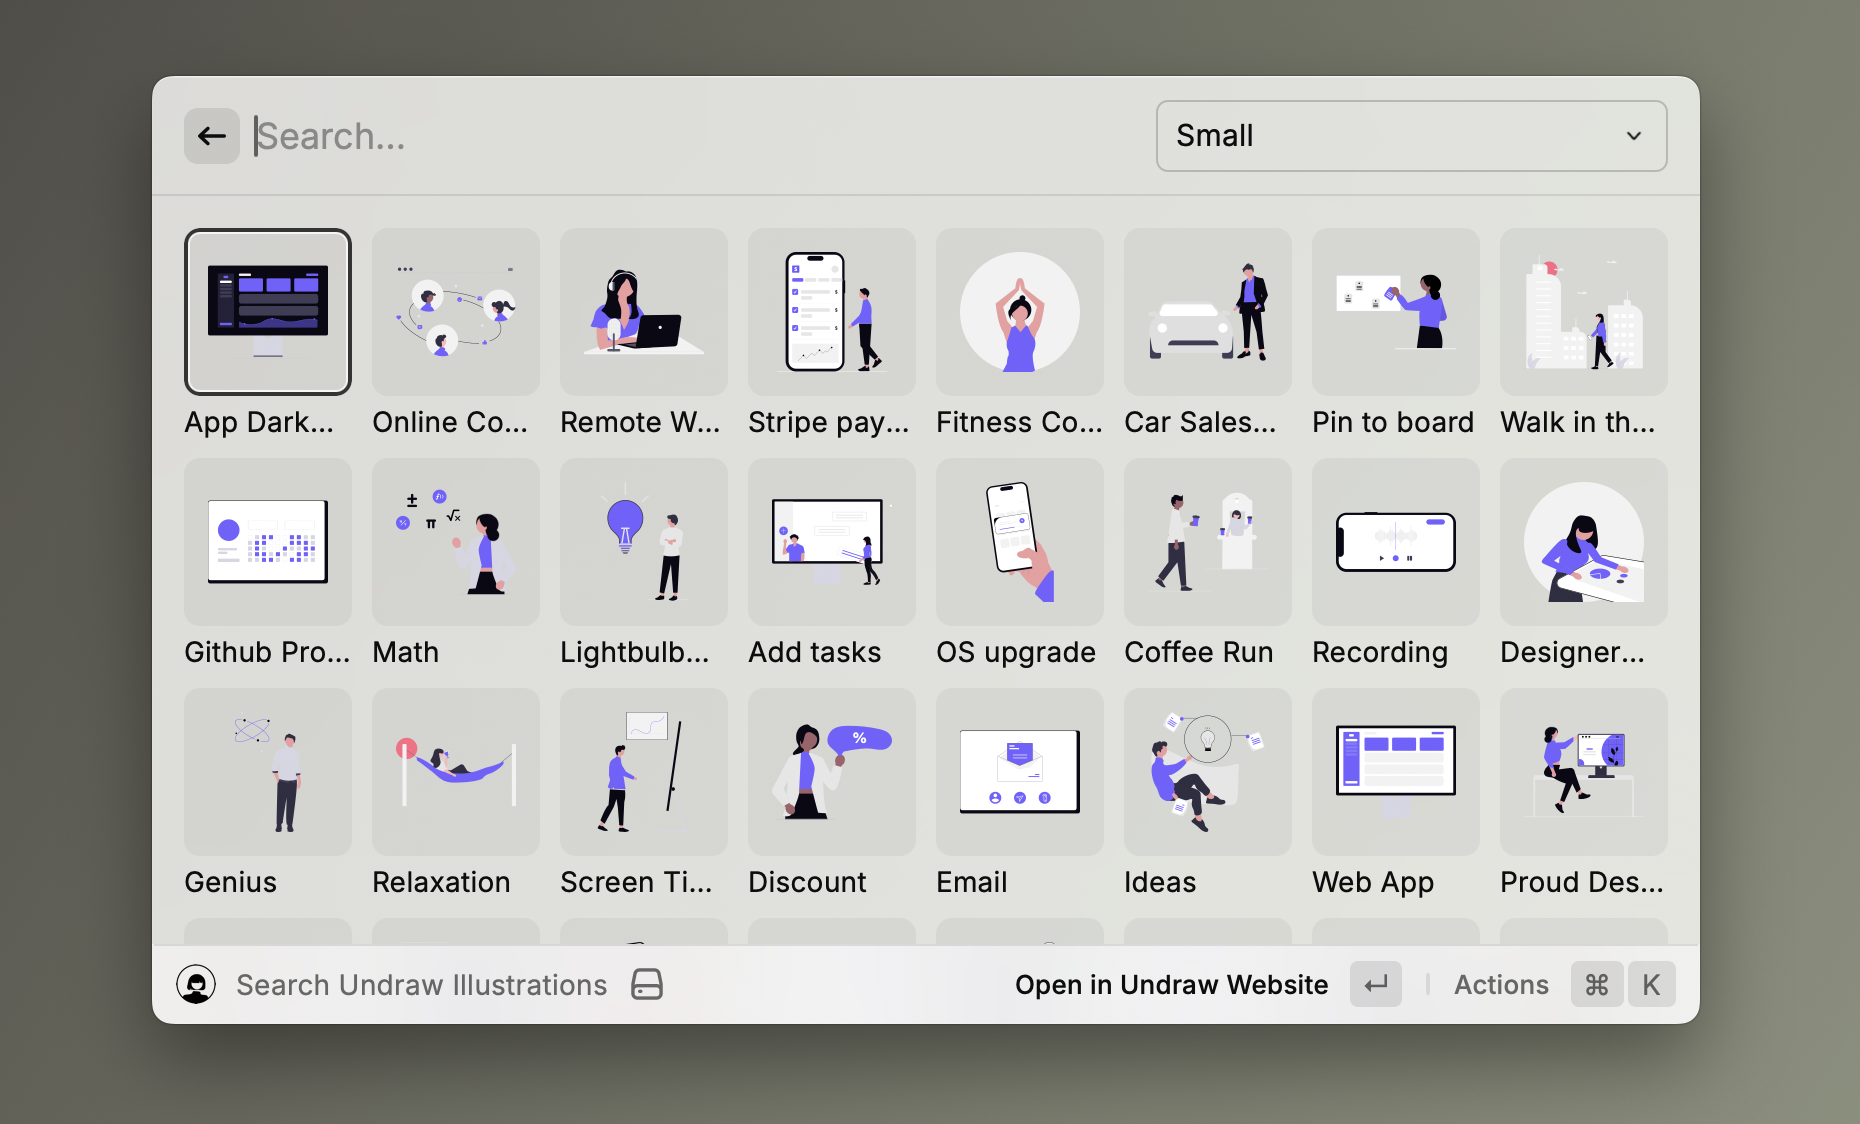 Search...
Small
App Dark...
Online Co...
Remote W...
Stripe pay...
Fitness Co...
Car Sales...
Pin to board
Walk in th...
Github Pro...
Math
Lightbulb...
Add tasks
OS upgrade
Coffee Run
Recording
Designer...
± 
π √x
%
Genius
Relaxation
Screen Ti...
Discount
Email
Ideas
Web App
Proud Des...
Search Undraw Illustrations
Open in Undraw Website
Actions
⌘ K